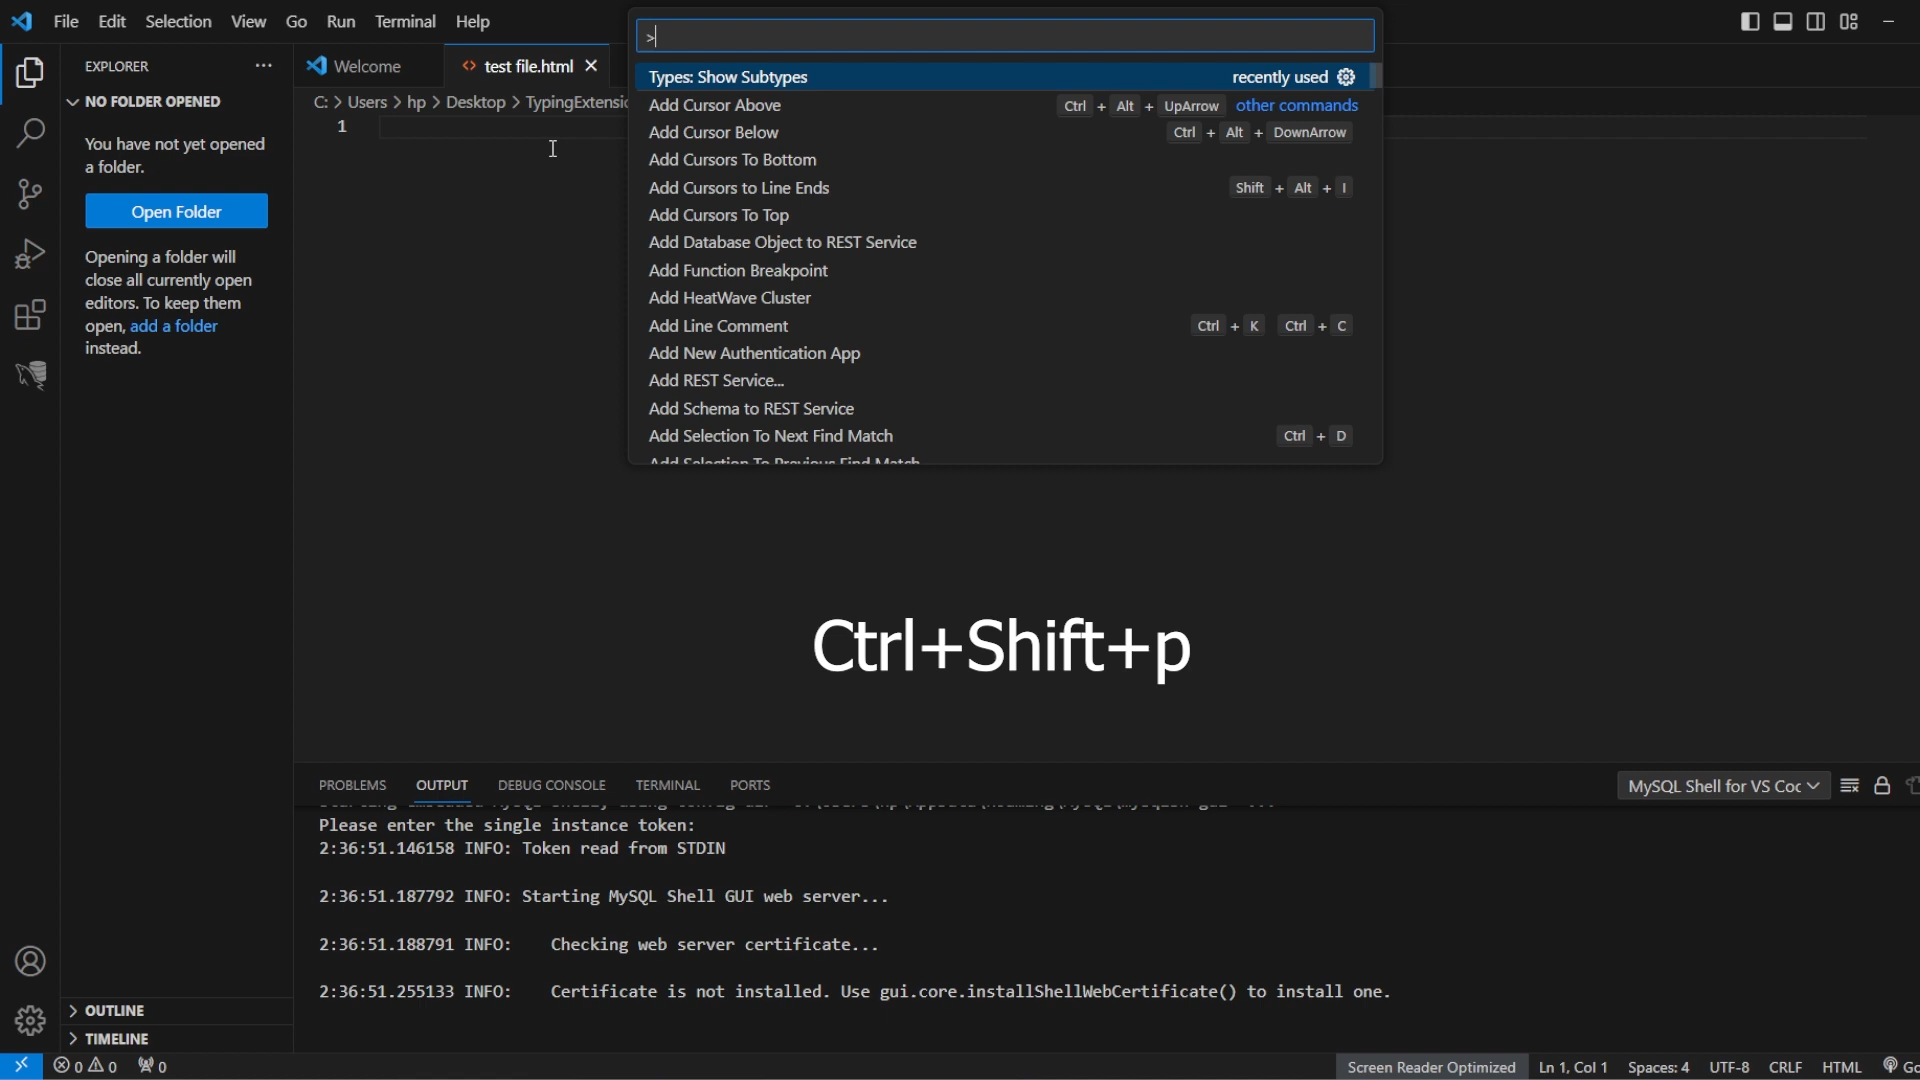 File Edit Selection View Go Run Terminal Help
>
EXPLORER ...
Welcome
test file.html
NO FOLDER OPENED
C: > Users > hp > Desktop >
You have not yet opened
a folder.
Open Folder
Opening a folder will
close all currently open
editors. To keep them
open, add a folder
instead.
1
Types: Show Subtypes recently used
Add Cursor Above Ctrl + Alt + UpArrow other commands
Add Cursor Below Ctrl + Alt + DownArrow
Add Cursors To Bottom
Add Cursors to Line Ends Shift + Alt + I
Add Cursors To Top
Add Database Object to REST Service
Add Function Breakpoint
Add HeatWave Cluster
Add Line Comment Ctrl + K Ctrl + C
Add New Authentication App
Add REST Service...
Add Schema to REST Service
Add Selection To Next Find Match Ctrl + D
Add Selection To Previous Find Match
Ctrl+Shift+p
PROBLEMS OUTPUT DEBUG CONSOLE TERMINAL PORTS
MySQL Shell for VS Coc
Please enter the single instance token:
2:36:51.146158 INFO: Token read from STDIN
2:36:51.187792 INFO: Starting MySQL Shell GUI web server...
2:36:51.188791 INFO: Checking web server certificate...
2:36:51.255133 INFO: Certificate is not installed. Use gui.core.installShellWebCertificate() to install one.
OUTLINE
TIMELINE
0 0 0
Screen Reader Optimized Ln 1, Col 1 Spaces: 4 UTF-8 CRLF HTML Go